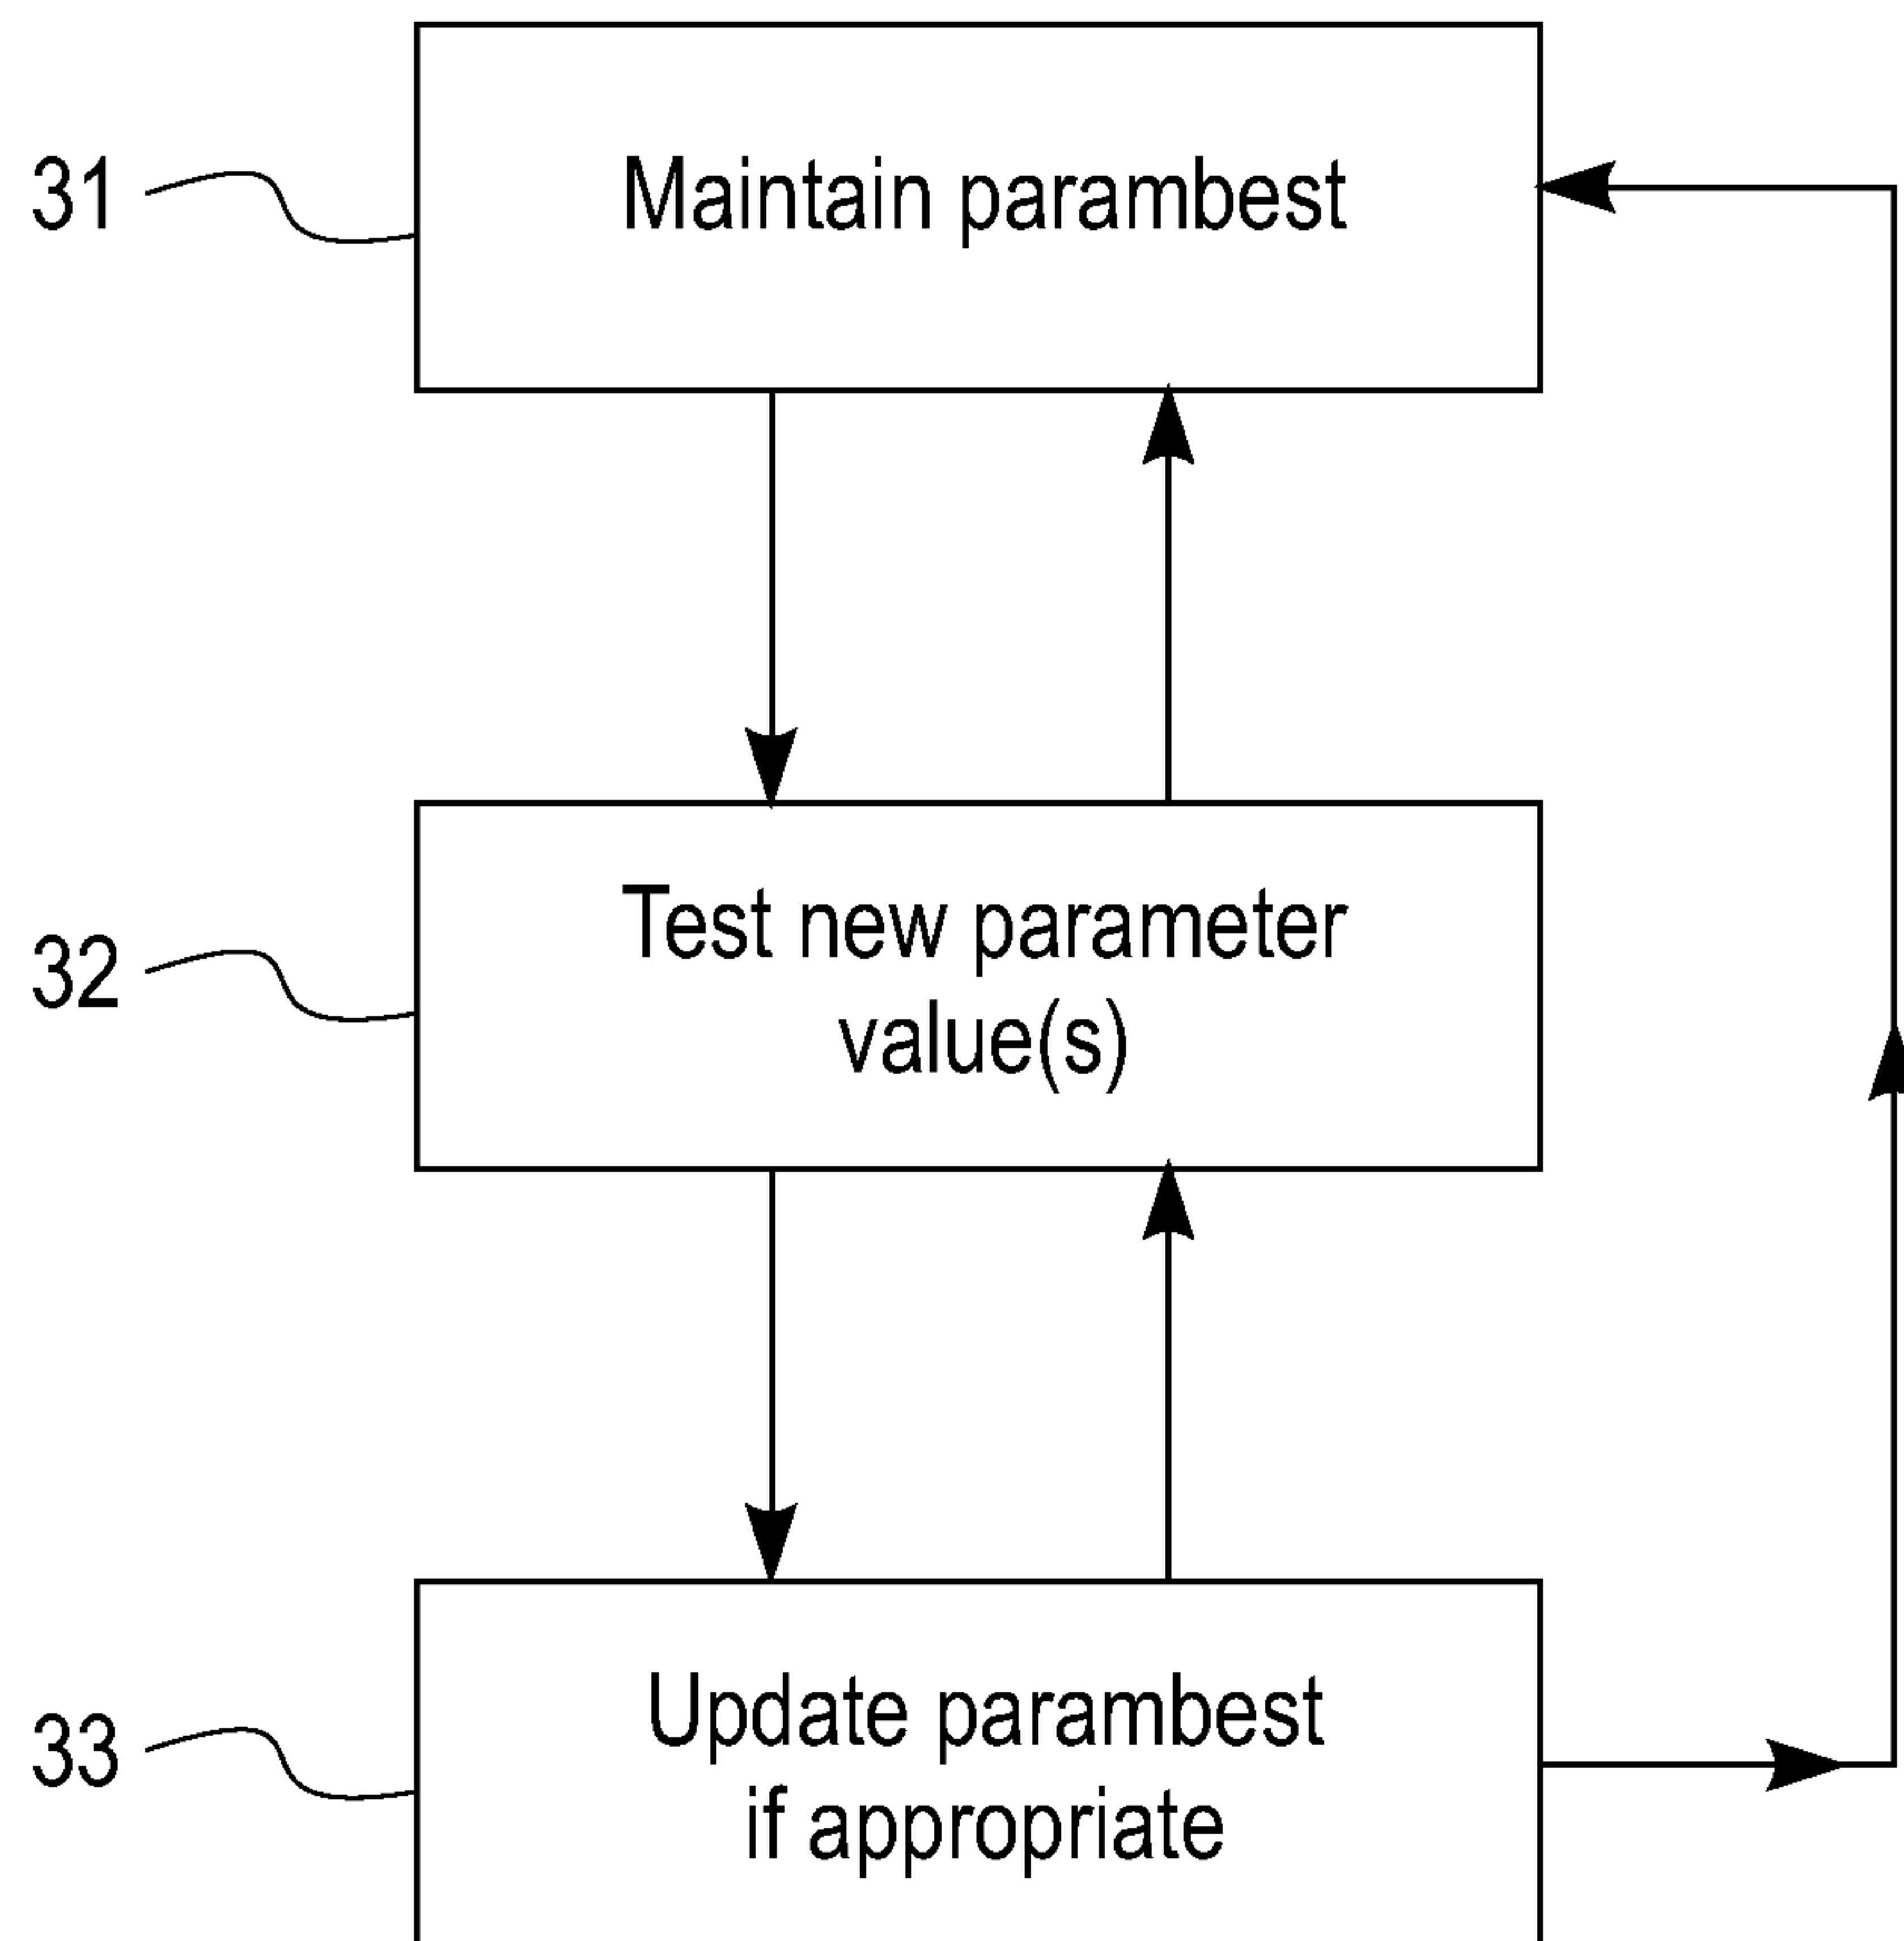 31
Maintain parambest
32
Test new parameter
value(s)
33
Update parambest
if appropriate